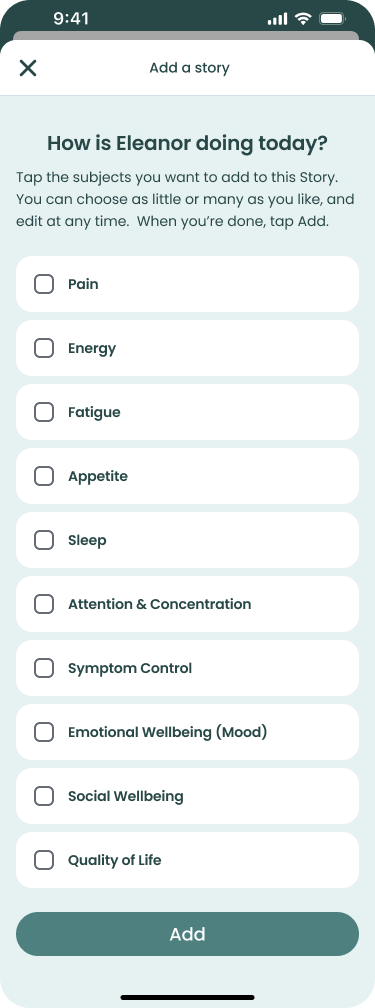 9:41
Add a story
How is Eleanor doing today?
Tap the subjects you want to add to this Story.
You can choose as little or many as you like, and
edit at any time.  When you’re done, tap Add.
Pain
Energy
Fatigue
Appetite
Sleep
Attention & Concentration
Symptom Control
Emotional Wellbeing (Mood)
Social Wellbeing
Quality of Life
Add